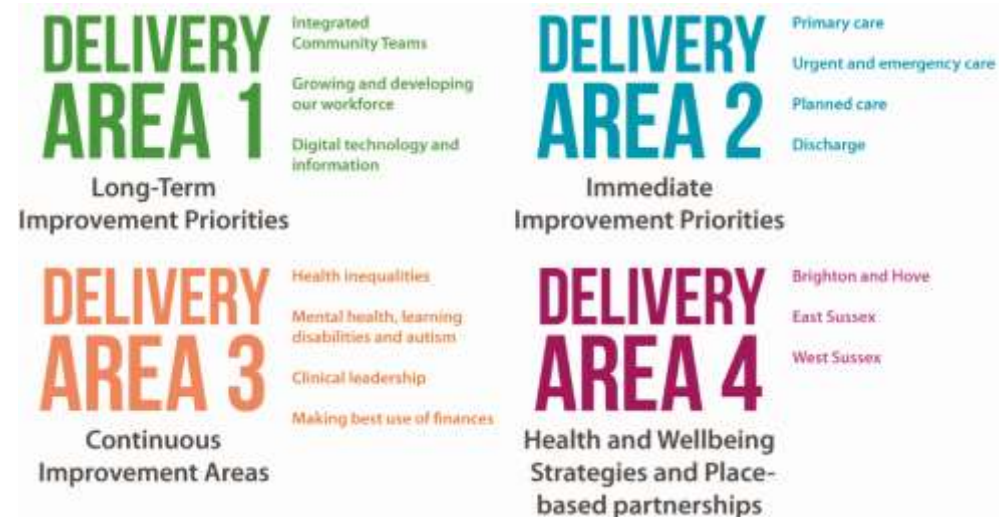 DELIVERY
AREA 1
Long-Term
Improvement Priorities
Integrated
Community Teams
Growing and developing
our workforce
Digital technology and
information
DELIVERY
AREA 2
Immediate
Improvement Priorities
Primary care
Urgent and emergency care
Planned care
Discharge
DELIVERY
AREA 3
Continuous
Improvement Areas
Health inequalities
Mental health, learning
disabilities and autism
Clinical leadership
Making best use of finances
DELIVERY
AREA 4
Health and Wellbeing
Strategies and Place-
based partnerships
Brighton and Hove
East Sussex
West Sussex